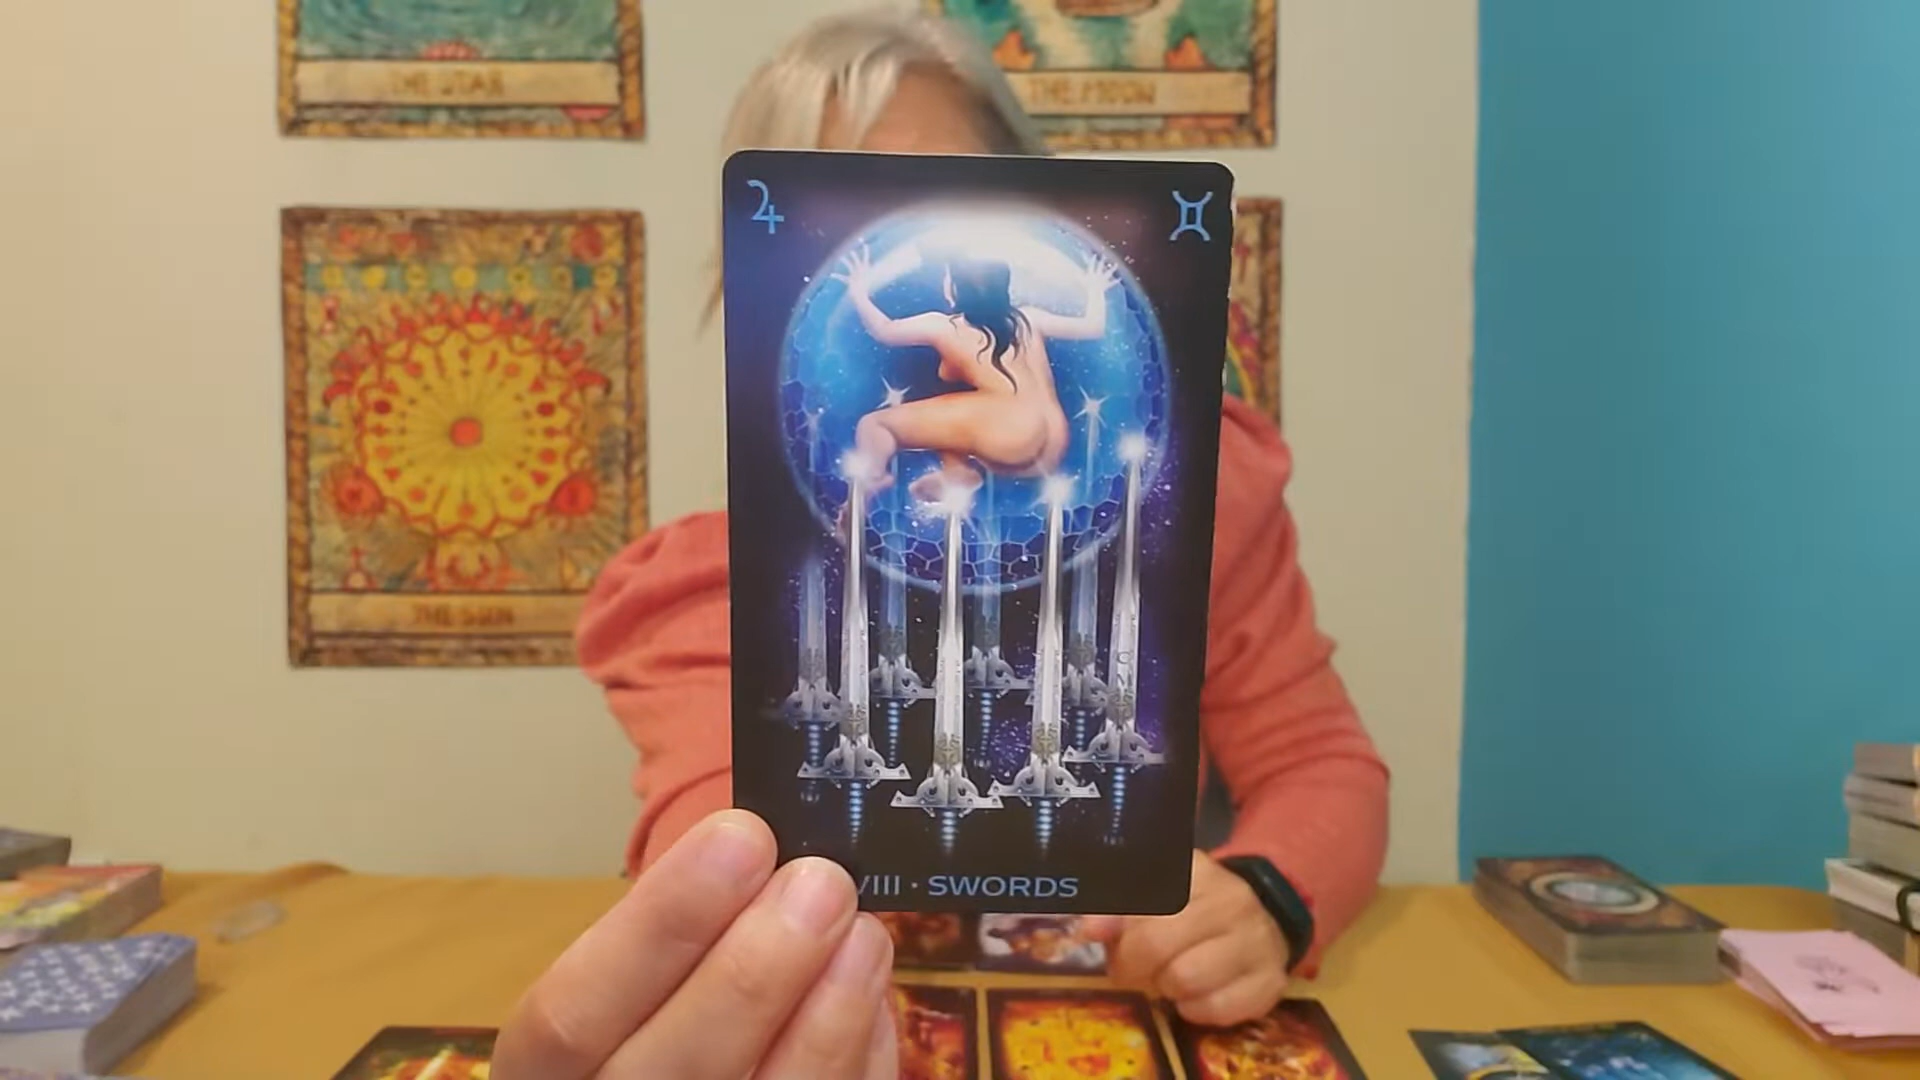 THE STAR
THE MOON
♃
♊
THE SUN
VIII · SWORDS